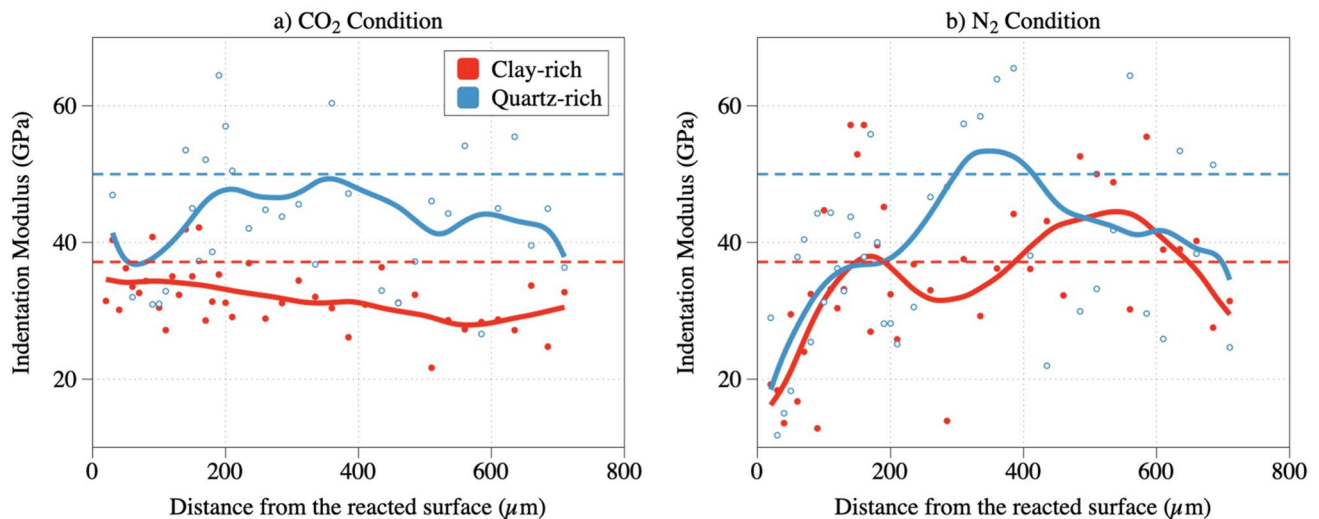 a) CO₂ Condition
Indentation Modulus (GPa)
60
40
20
Clay-rich
Quartz-rich
0
200
400
600
800
Distance from the reacted surface (μm)
b) N₂ Condition
Indentation Modulus (GPa)
60
40
20
0
200
400
600
800
Distance from the reacted surface (μm)